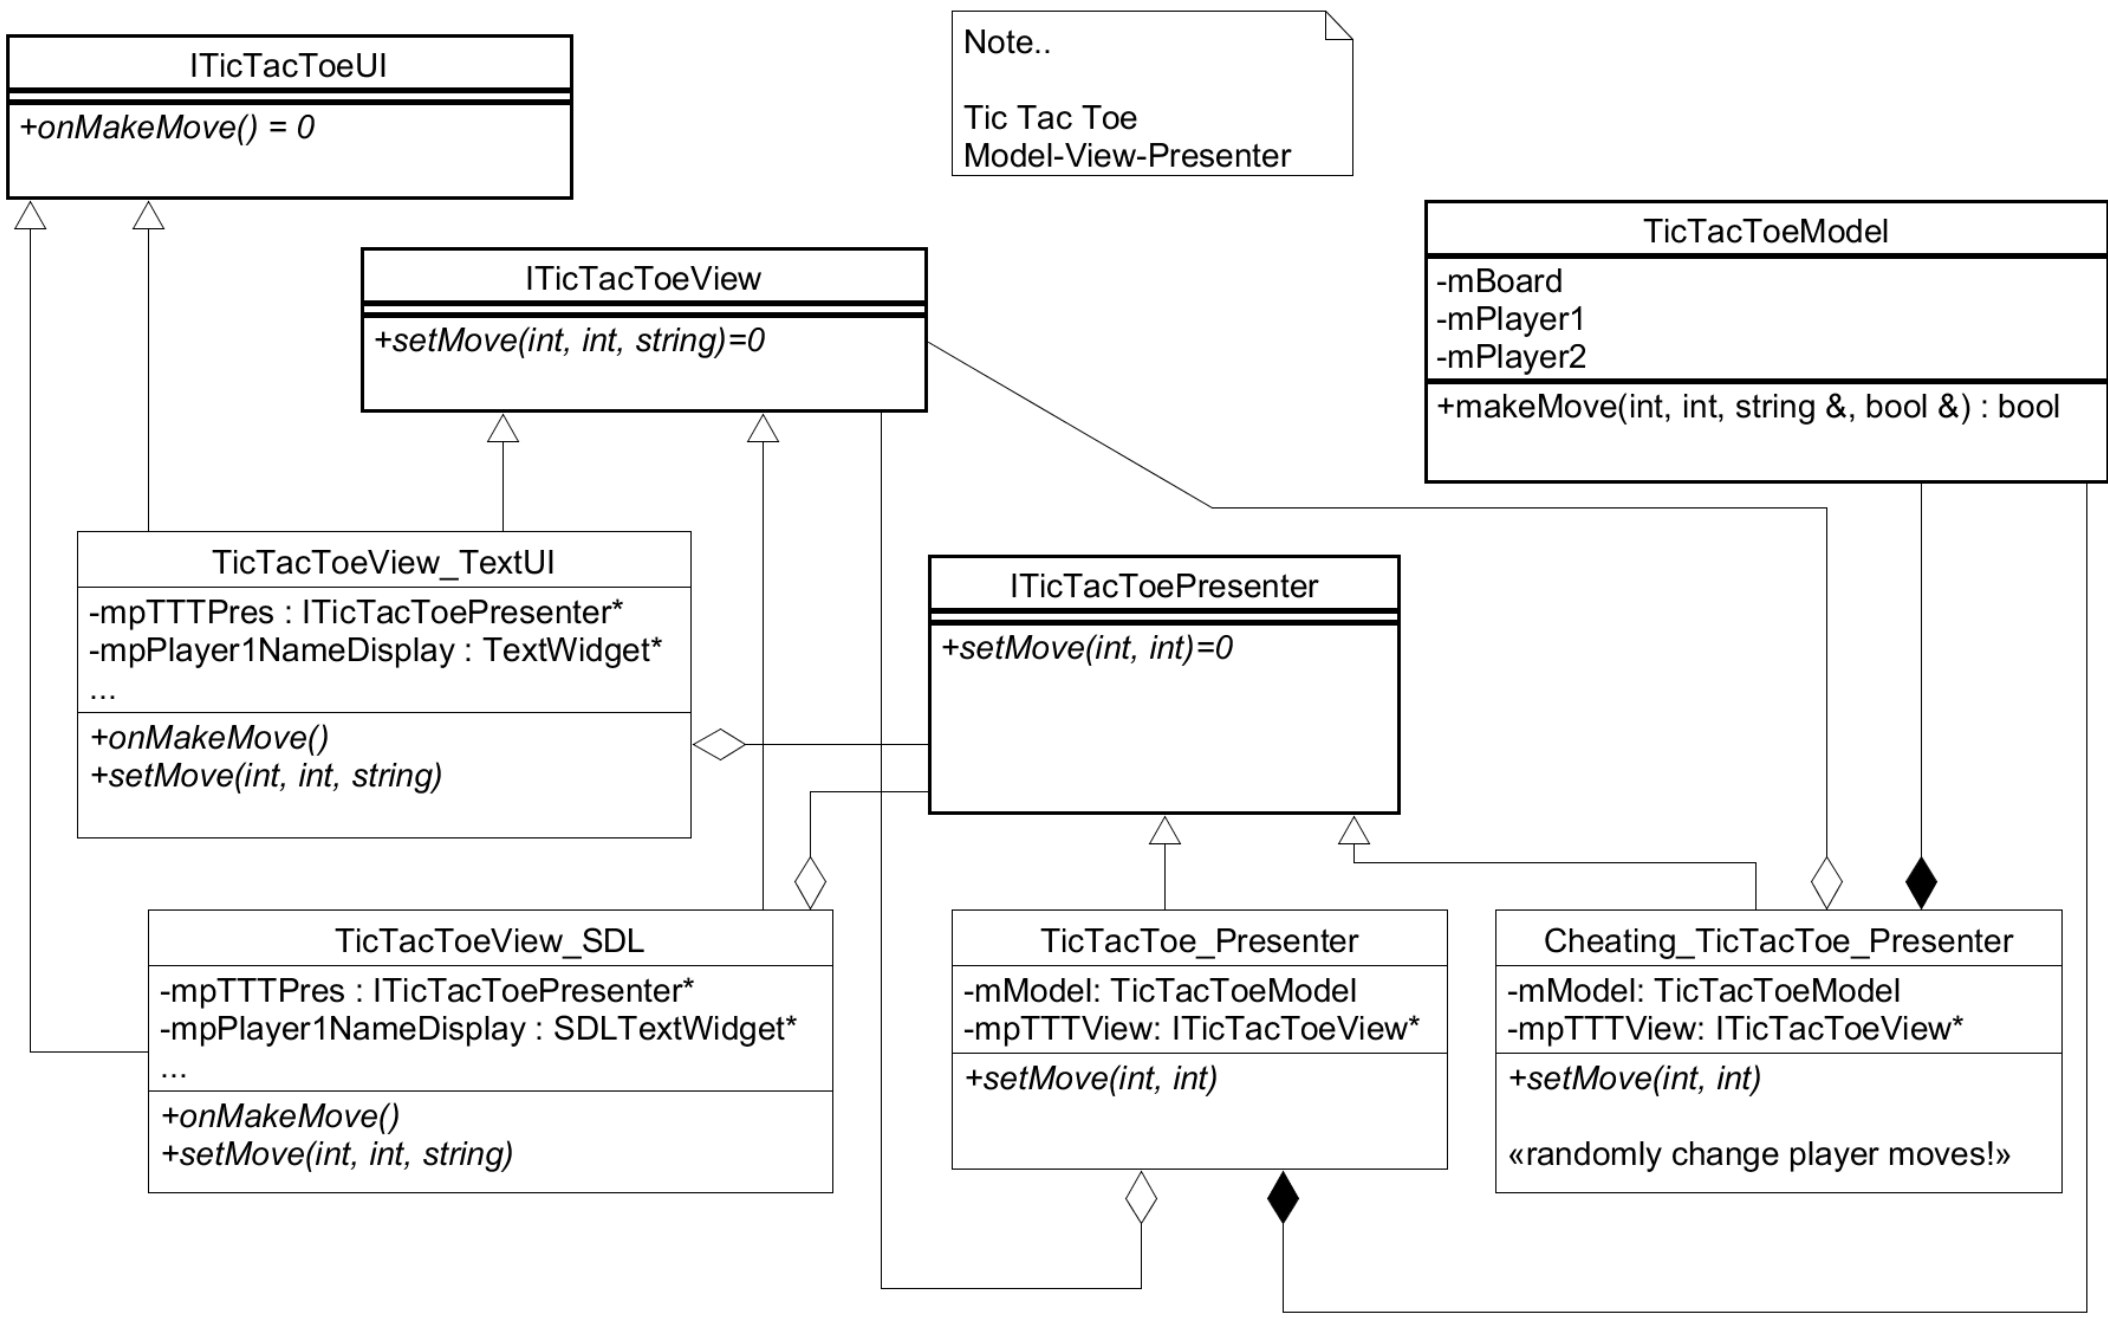 ITicTacToeUI
+onMakeMove() = 0
Note..
Tic Tac Toe
Model-View-Presenter
ITicTacToeView
+setMove(int, int, string)=0
TicTacToeModel
-mBoard
-mPlayer1
-mPlayer2
+makeMove(int, int, string &, bool &) : bool
TicTacToeView_TextUI
-mpTTTPres : ITicTacToePresenter*
-mpPlayer1NameDisplay : TextWidget*
...
+onMakeMove()
+setMove(int, int, string)
ITicTacToePresenter
+setMove(int, int)=0
TicTacToeView_SDL
-mpTTTPres : ITicTacToePresenter*
-mpPlayer1NameDisplay : SDLTextWidget*
...
+onMakeMove()
+setMove(int, int, string)
TicTacToe_Presenter
-mModel: TicTacToeModel
-mpTTTView: ITicTacToeView*
+setMove(int, int)
Cheating_TicTacToe_Presenter
-mModel: TicTacToeModel
-mpTTTView: ITicTacToeView*
+setMove(int, int)
«randomly change player moves!»